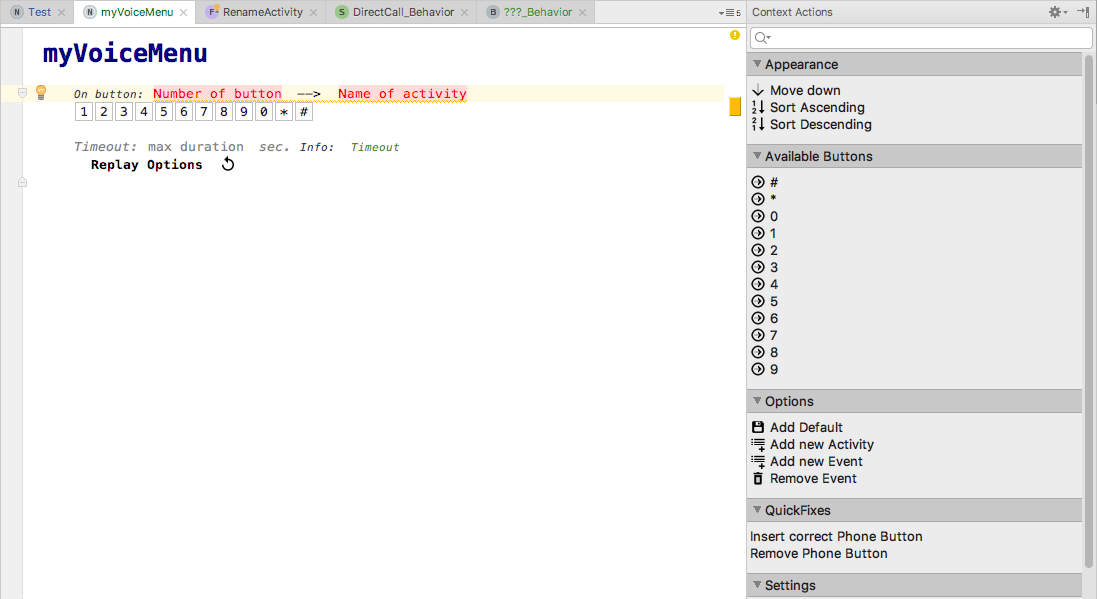 N Test N myVoiceMenu F RenameActivity S DirectCall_Behavior B ???_Behavior 5
Context Actions
myVoiceMenu
On button: Number of button ——> Name of activity
1 2 3 4 5 6 7 8 9 0 * #
Timeout: max duration sec. Info: Timeout
Replay Options
Appearance
Move down
Sort Ascending
Sort Descending
Available Buttons
#
*
0
1
2
3
4
5
6
7
8
9
Options
Add Default
Add new Activity
Add new Event
Remove Event
QuickFixes
Insert correct Phone Button
Remove Phone Button
Settings